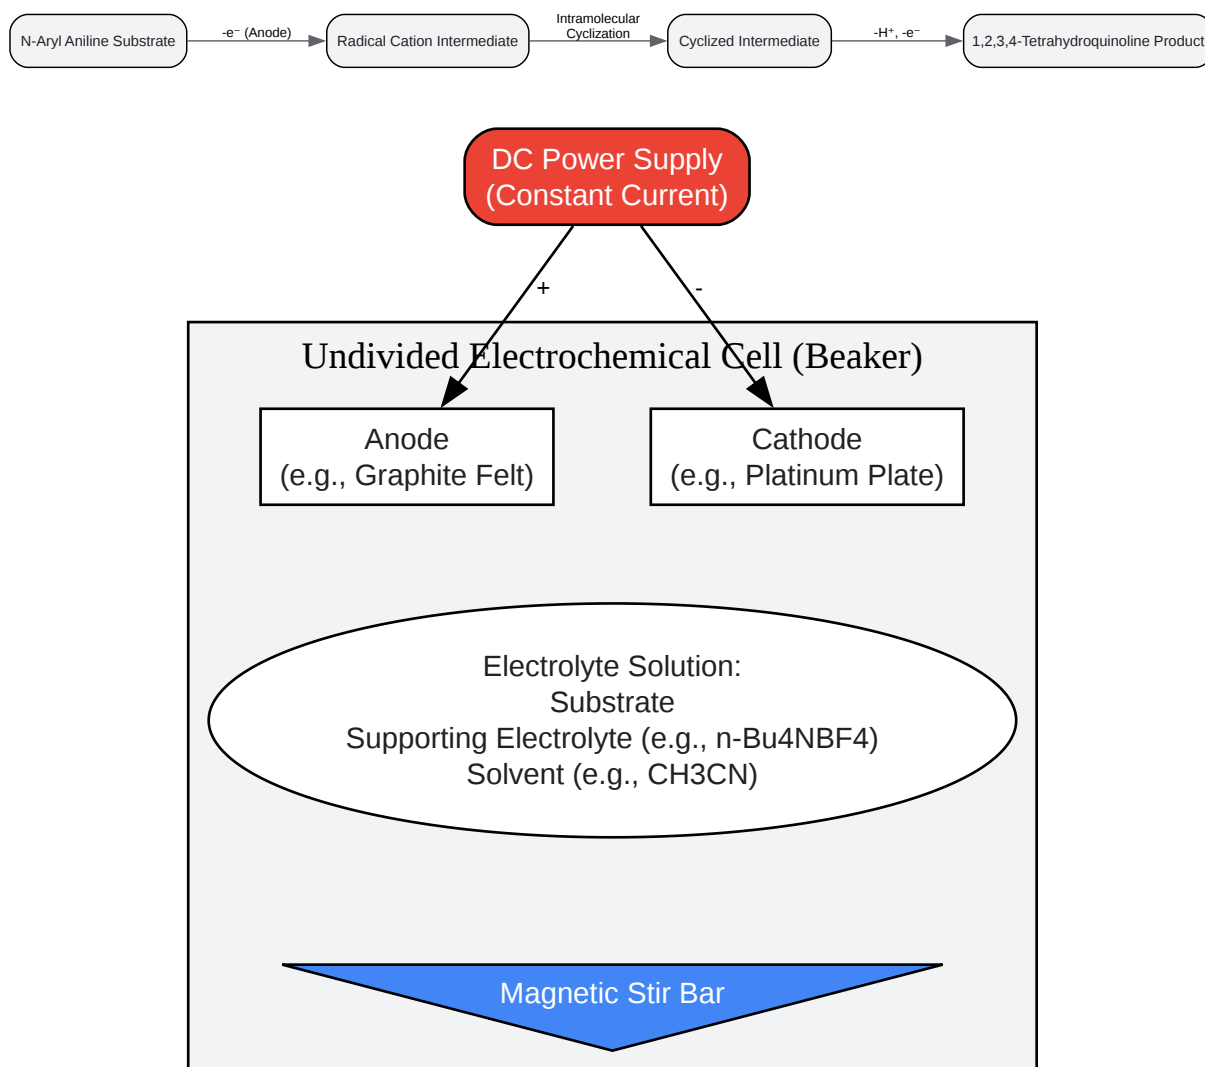 N-Aryl Aniline Substrate
-e⁻ (Anode)
Radical Cation Intermediate
Intramolecular
Cyclization
Cyclized Intermediate
-H⁺, -e⁻
1,2,3,4-Tetrahydroquinoline Product
DC Power Supply
(Constant Current)
+
-
Undivided Electrochemical Cell (Beaker)
Anode
(e.g., Graphite Felt)
Cathode
(e.g., Platinum Plate)
Electrolyte Solution:
Substrate
Supporting Electrolyte (e.g., n-Bu4NBF4)
Solvent (e.g., CH3CN)
Magnetic Stir Bar